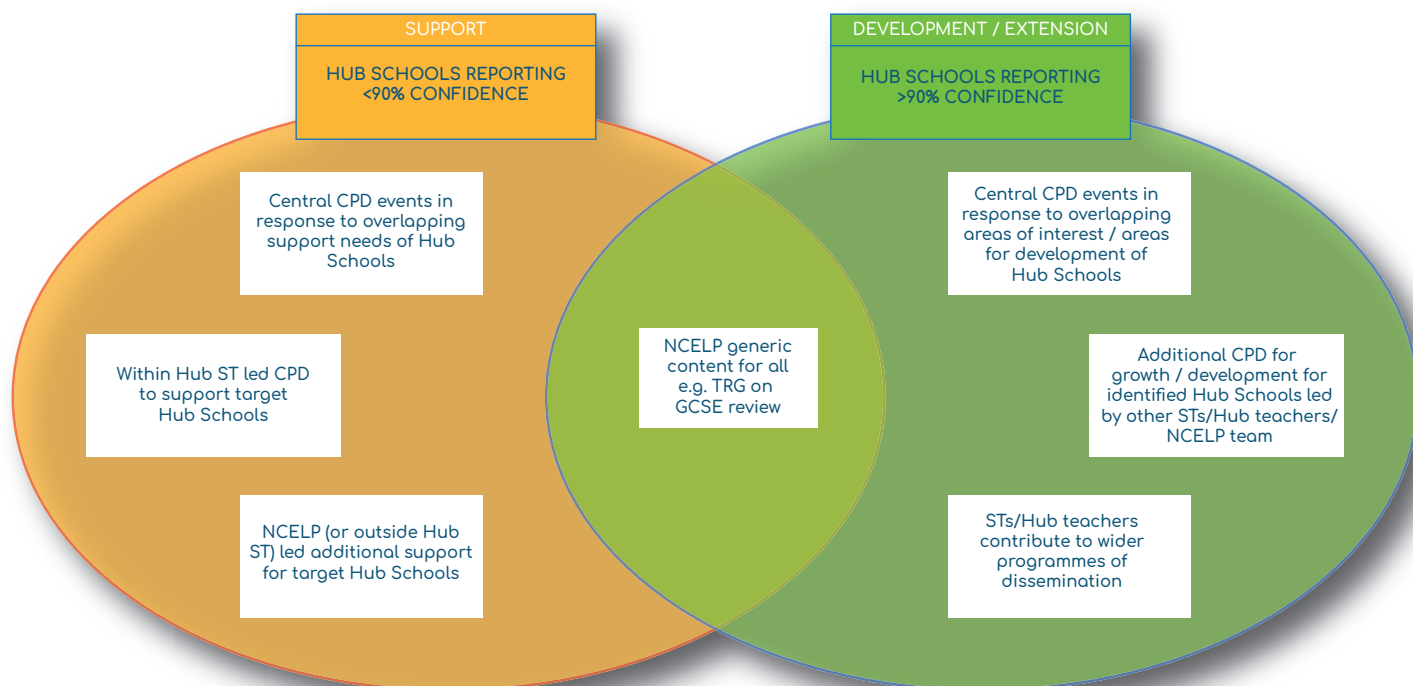 SUPPORT
HUB SCHOOLS REPORTING
<90% CONFIDENCE
DEVELOPMENT / EXTENSION
HUB SCHOOLS REPORTING
>90% CONFIDENCE
Central CPD events in
response to overlapping
support needs of Hub
Schools
Within Hub ST led CPD
to support target
Hub Schools
NCELP (or outside Hub
ST) led additional support
for target Hub Schools
NCELP generic
content for all
e.g. TRG on
GCSE review
Central CPD events in
response to overlapping
areas of interest / areas
for development of
Hub Schools
Additional CPD for
growth / development for
identified Hub Schools led
by other STs/Hub teachers/
NCELP team
STs/Hub teachers
contribute to wider
programmes of
dissemination